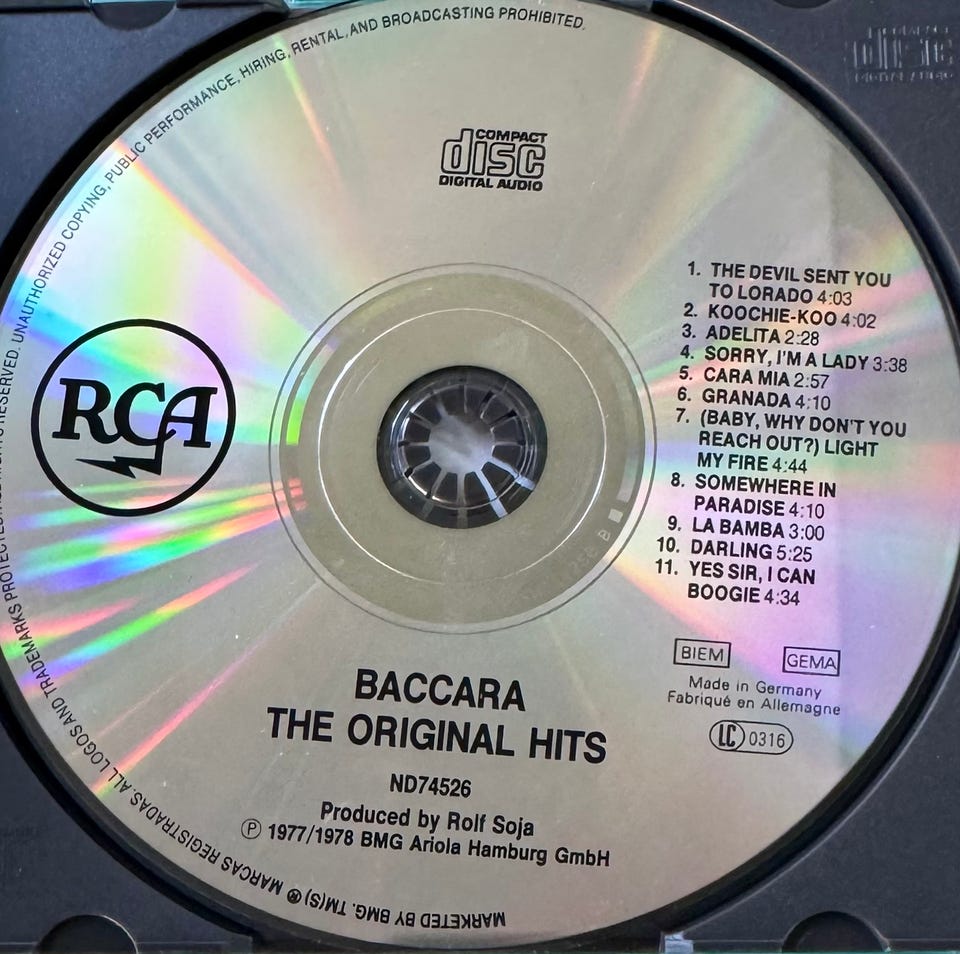 UNAUTHORIZED COPYING, PUBLIC PERFORMANCE, HIRING, RENTAL, AND BROADCASTING PROHIBITED.
COMPACT
disc
DIGITAL AUDIO
COMPACT
disc
DIGITAL AUDIO
RCA
1. THE DEVIL SENT YOU
TO LORADO 4:03
2. KOOCHIE-KOO 4:02
3. ADELITA 2:28
4. SORRY, I'M A LADY 3:38
5. CARA MIA 2:57
6. GRANADA 4:10
7. (BABY, WHY DON'T YOU
REACH OUT?) LIGHT
MY FIRE 4:44
8. SOMEWHERE IN
PARADISE 4:10
9. LA BAMBA 3:00
10. DARLING 5:25
11. YES SIR, I CAN
BOOGIE 4:34
BIEM GEMA
Made in Germany
Fabriqué en Allemagne
LC 0316
BACCARA
THE ORIGINAL HITS
ND74526
Produced by Rolf Soja
Ⓟ 1977/1978 BMG Ariola Hamburg GmbH
MARKETED BY BMG. TM(S) ® MARCAS REGISTRADAS. ALL LOGOS AND TRADEMARKS PROTECTED. RESERVED.